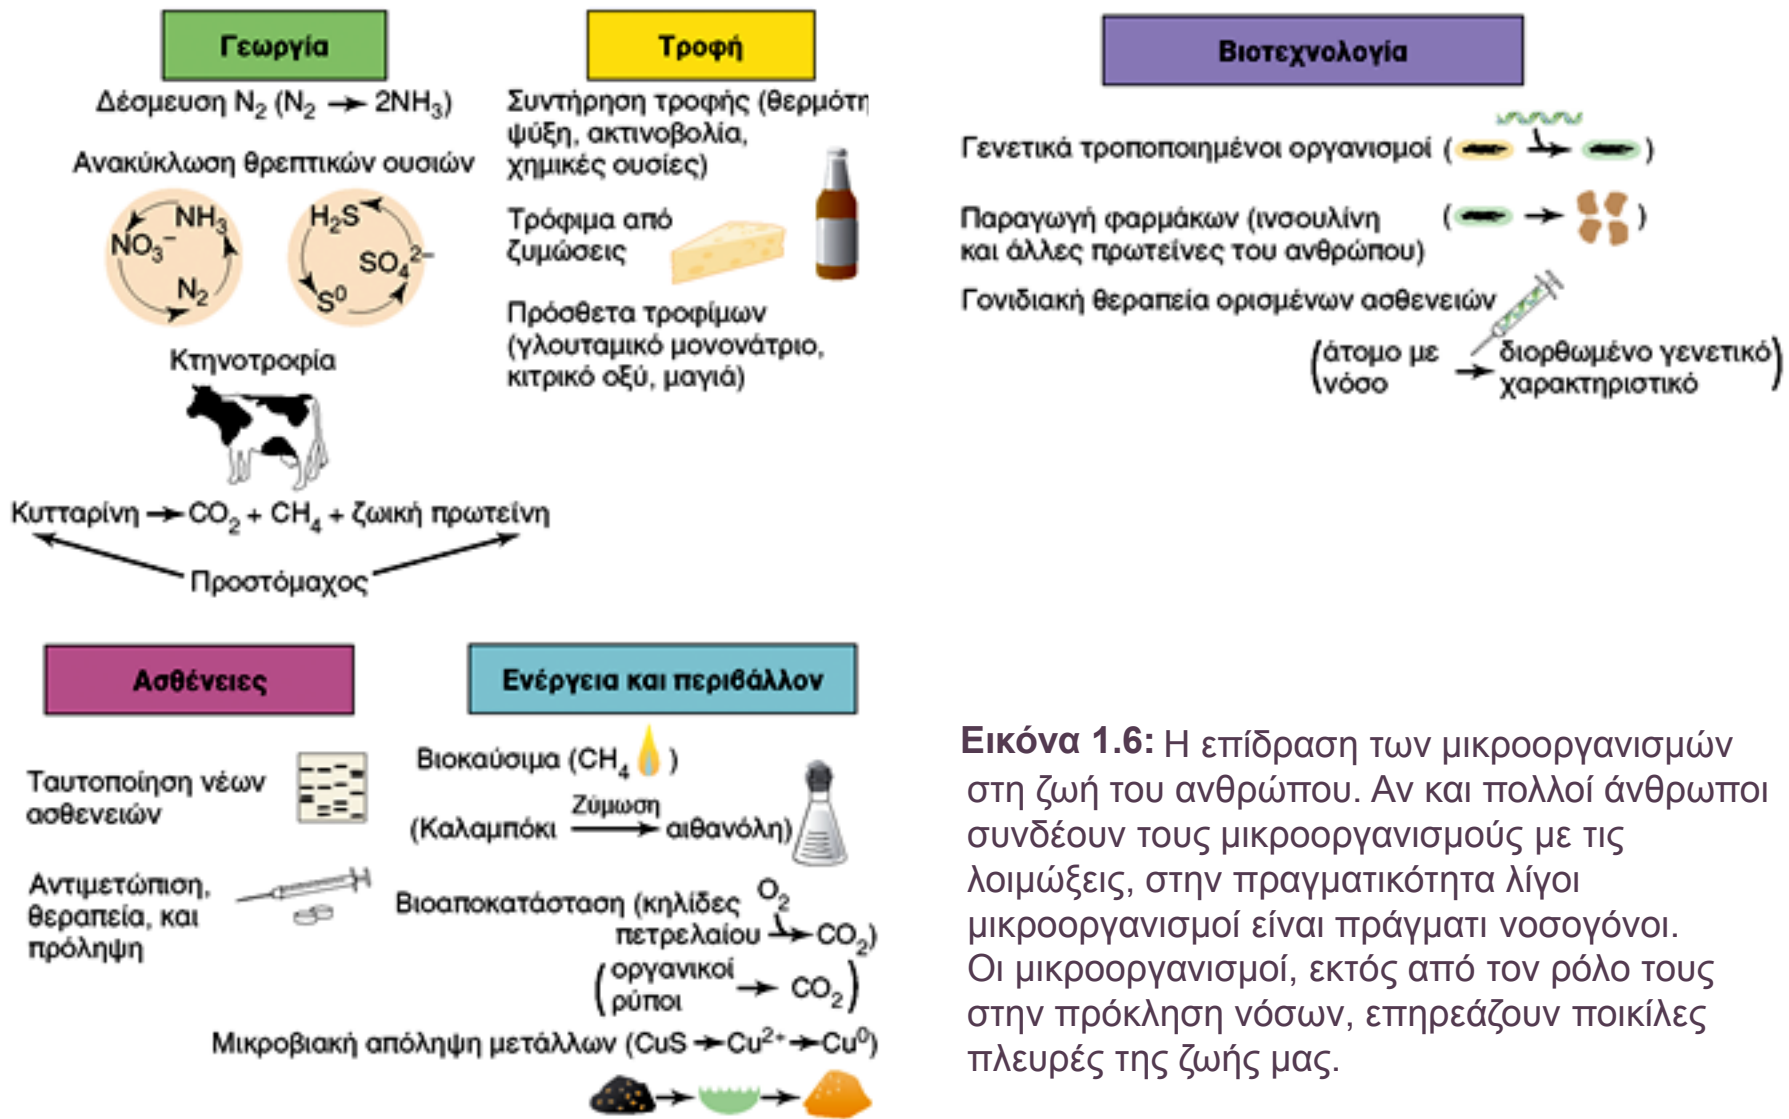 Γεωργία
Δέσμευση N₂ (N₂ → 2NH₃)
Ανακύκλωση θρεπτικών ουσιών
NH₃
NO₃⁻
N₂
H₂S
SO₄²⁻
S⁰
Κτηνοτροφία
Κυτταρίνη → CO₂ + CH₄ + ζωική πρωτεΐνη
Προστόμαχος
Τροφή
Συντήρηση τροφής (θερμότη
ψύξη, ακτινοβολία,
χημικές ουσίες)
Τρόφιμα από
ζυμώσεις
Πρόσθετα τροφίμων
(γλουταμικό μονονάτριο,
κιτρικό οξύ, μαγιά)
Βιοτεχνολογία
Γενετικά τροποποιημένοι οργανισμοί ( → )
Παραγωγή φαρμάκων (ινσουλίνη ( → )
και άλλες πρωτεΐνες του ανθρώπου)
Γονιδιακή θεραπεία ορισμένων ασθενειών
(άτομο με → διορθωμένο γενετικό)
νόσο χαρακτηριστικό
Ασθένειες
Ταυτοποίηση νέων
ασθενειών
Αντιμετώπιση,
θεραπεία, και
πρόληψη
Ενέργεια και περιβάλλον
Βιοκαύσιμα (CH₄ )
Ζύμωση
(Καλαμπόκι → αιθανόλη)
Βιοαποκατάσταση (κηλίδες O₂
πετρελαίου → CO₂)
(οργανικοί → CO₂)
ρύποι
Μικροβιακή απόληψη μετάλλων (CuS → Cu²⁺ → Cu⁰)
Εικόνα 1.6: Η επίδραση των μικροοργανισμών
στη ζωή του ανθρώπου. Αν και πολλοί άνθρωποι
συνδέουν τους μικροοργανισμούς με τις
λοιμώξεις, στην πραγματικότητα λίγοι
μικροοργανισμοί είναι πράγματι νοσογόνοι.
Οι μικροοργανισμοί, εκτός από τον ρόλο τους
στην πρόκληση νόσων, επηρεάζουν ποικίλες
πλευρές της ζωής μας.